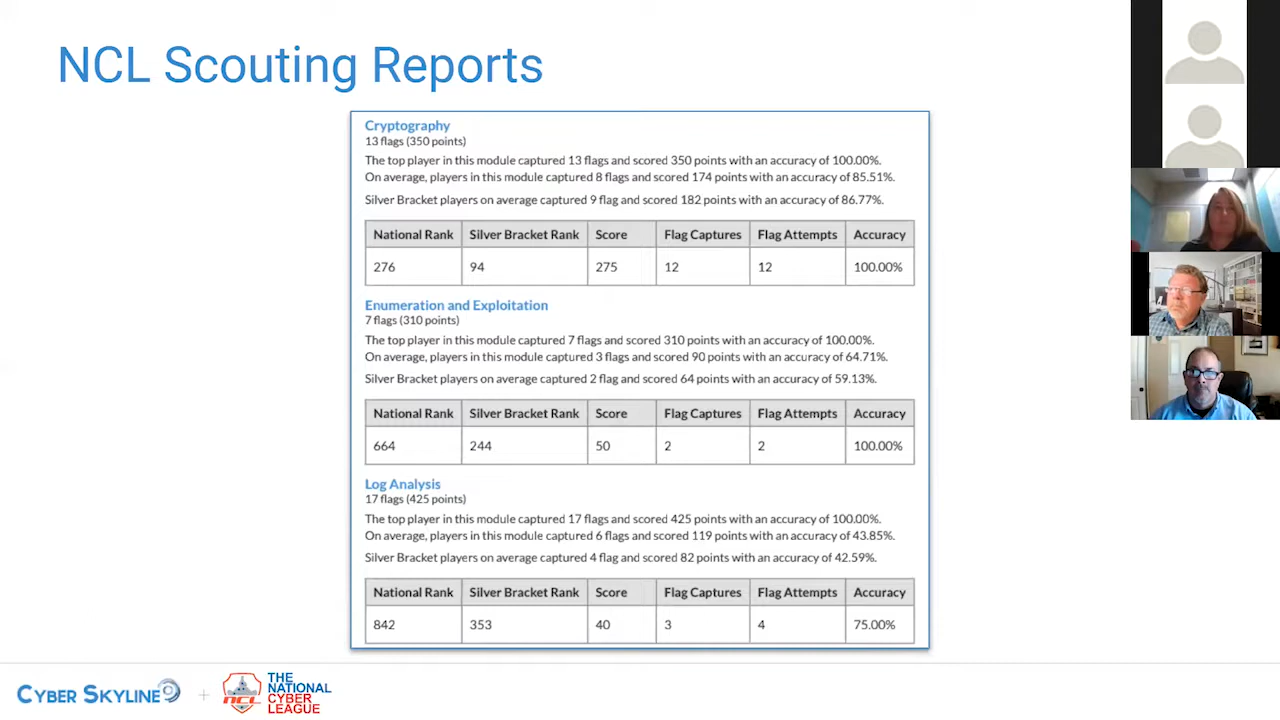 NCL Scouting Reports
Cryptography
13 flags (350 points)
The top player in this module captured 13 flags and scored 350 points with an accuracy of 100.00%.
On average, players in this module captured 8 flags and scored 174 points with an accuracy of 85.51%.
Silver Bracket players on average captured 9 flag and scored 182 points with an accuracy of 86.77%.
National Rank Silver Bracket Rank Score Flag Captures Flag Attempts Accuracy
276 94 275 12 12 100.00%
Enumeration and Exploitation
7 flags (310 points)
The top player in this module captured 7 flags and scored 310 points with an accuracy of 100.00%.
On average, players in this module captured 3 flags and scored 90 points with an accuracy of 64.71%.
Silver Bracket players on average captured 2 flag and scored 64 points with an accuracy of 59.13%.
National Rank Silver Bracket Rank Score Flag Captures Flag Attempts Accuracy
664 244 50 2 2 100.00%
Log Analysis
17 flags (425 points)
The top player in this module captured 17 flags and scored 425 points with an accuracy of 100.00%.
On average, players in this module captured 6 flags and scored 119 points with an accuracy of 43.85%.
Silver Bracket players on average captured 4 flag and scored 82 points with an accuracy of 42.59%.
National Rank Silver Bracket Rank Score Flag Captures Flag Attempts Accuracy
842 353 40 3 4 75.00%
CYBER SKYLINE + NCL THE
NATIONAL
CYBER
LEAGUE